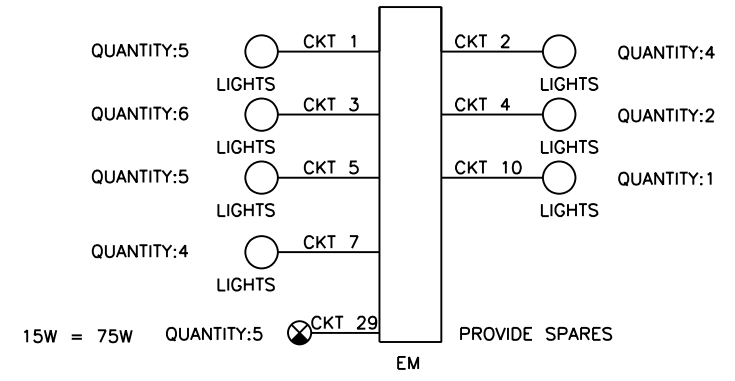 QUANTITY:5 CKT 1 CKT 2 QUANTITY:4
LIGHTS LIGHTS
QUANTITY:6 CKT 3 CKT 4 QUANTITY:2
LIGHTS LIGHTS
QUANTITY:5 CKT 5 CKT 10 QUANTITY:1
LIGHTS LIGHTS
QUANTITY:4 CKT 7
LIGHTS
15W = 75W QUANTITY:5 CKT 29 PROVIDE SPARES
EM